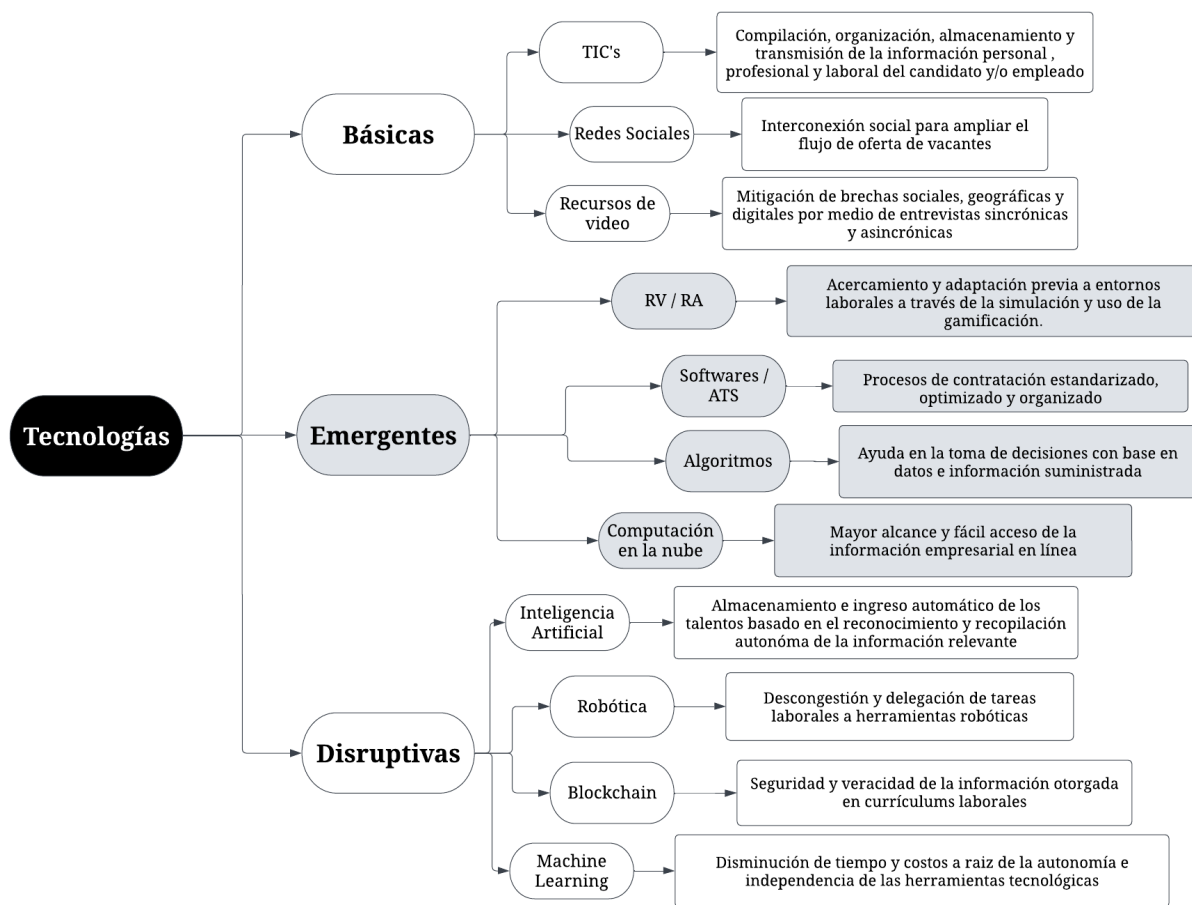 Tecnologías
Básicas
TIC's
Compilación, organización, almacenamiento y
transmisión de la información personal ,
profesional y laboral del candidato y/o empleado
Redes Sociales
Interconexión social para ampliar el
flujo de oferta de vacantes
Recursos de
video
Mitigación de brechas sociales, geográficas y
digitales por medio de entrevistas sincrónicas
y asincrónicas
Emergentes
RV / RA
Acercamiento y adaptación previa a entornos
laborales a través de la simulación y uso de la
gamificación.
Softwares /
ATS
Procesos de contratación estandarizado,
optimizado y organizado
Algoritmos
Ayuda en la toma de decisiones con base en
datos e información suministrada
Computación
en la nube
Mayor alcance y fácil acceso de la
información empresarial en línea
Disruptivas
Inteligencia
Artificial
Almacenamiento e ingreso automático de los
talentos basado en el reconocimiento y recopilación
autonóma de la información relevante
Robótica
Descongestión y delegación de tareas
laborales a herramientas robóticas
Blockchain
Seguridad y veracidad de la información otorgada
en currículums laborales
Machine
Learning
Disminución de tiempo y costos a raiz de la autonomía e
independencia de las herramientas tecnológicas